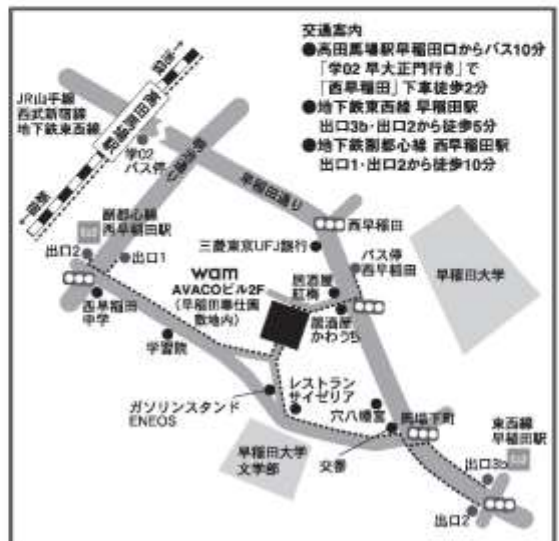 交通案内
●高田馬場駅早稲田口からバス10分
「学02 早大正門行き」で
「西早稲田」下車徒歩2分
●地下鉄東西線 早稲田駅
出口3b・出口2から徒歩5分
●地下鉄副都心線 西早稲田駅
出口1・出口2から徒歩10分
JR山手線
西武新宿線
地下鉄東西線
高田馬場駅
学02
バス停
早稲田通り
副都心線
西早稲田駅
出口2
出口1
西早稲田
三菱東京UFJ銀行
バス停
西早稲田
早稲田大学
wam
AVACOビル2F
(早稲田奉仕園
敷地内)
居酒屋
紅梅
居酒屋
かわうち
西早稲田
中学
学習院
ガソリンスタンド
ENEOS
レストラン
サイゼリア
穴八幡宮
馬場下町
早稲田大学
文学部
交番
東西線
早稲田駅
出口3b
出口2